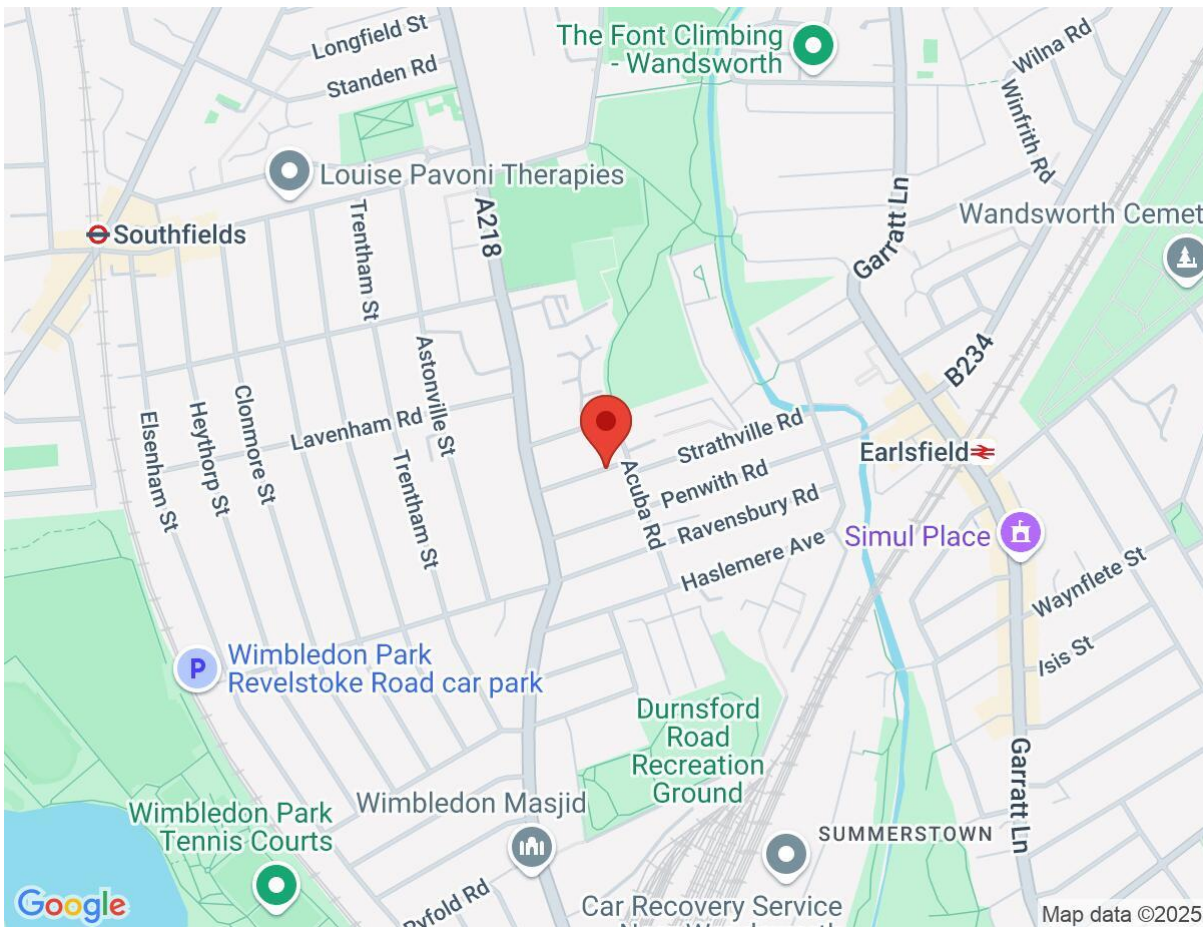 Longfield St
Standen Rd
The Font Climbing
- Wandsworth
Wilna Rd
Winfrith Rd
Louise Pavoni Therapies
A218
Trentham St
Garratt Ln
Wandsworth Cemet
Southfields
Astonville St
B234
Elsenham St
Heythorp St
Clonmore St
Lavenham Rd
Trentham St
Strathville Rd
Acuba Rd
Penwith Rd
Ravensbury Rd
Haslemere Ave
Earlsfield
Simul Place
Waynflete St
Isis St
Wimbledon Park
Revelstoke Road car park
P
Durnsford
Road
Recreation
Ground
Garratt Ln
Wimbledon Masjid
Wimbledon Park
Tennis Courts
SUMMERSTOWN
Ryfold Rd
Car Recovery Service
Google
Map data ©2025